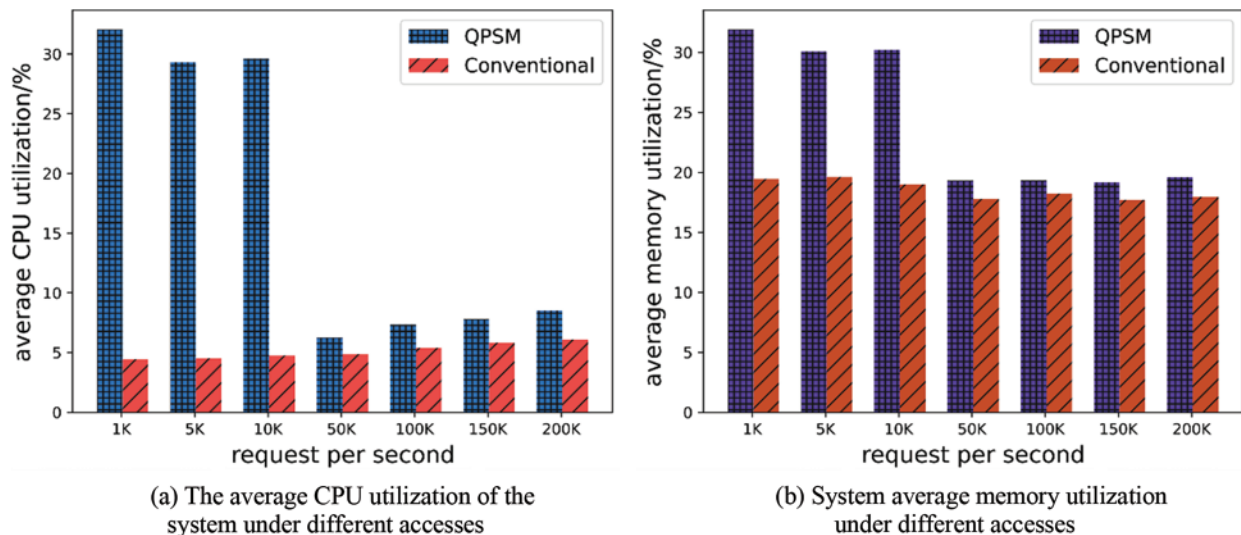 QPSM
Conventional
average CPU utilization/%
30
25
20
15
10
5
0
1K 5K 10K 50K 100K 150K 200K
request per second
(a) The average CPU utilization of the
system under different accesses
QPSM
Conventional
average memory utilization/%
30
25
20
15
10
5
0
1K 5K 10K 50K 100K 150K 200K
request per second
(b) System average memory utilization
under different accesses